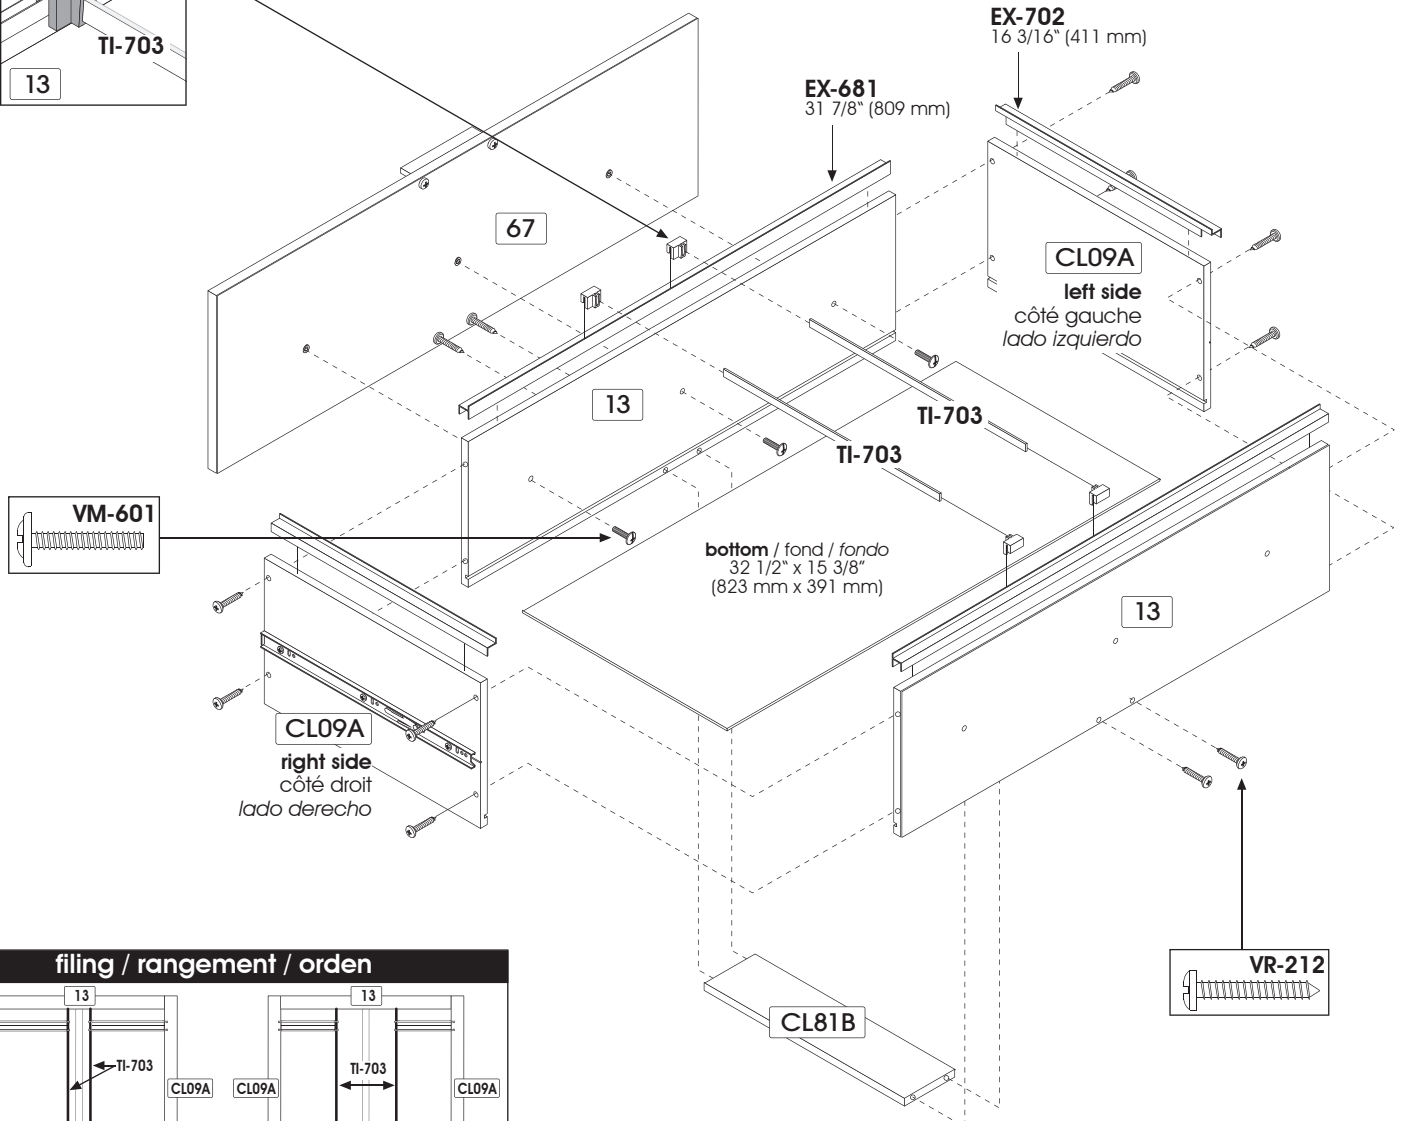 TI-703
13
EX-702
16 3/16“ (411 mm)
EX-681
31 7/8“ (809 mm)
67
CL09A
left side
côté gauche
lado izquierdo
13
TI-703
TI-703
VM-601
bottom / fond / fondo
32 1/2“ x 15 3/8”
(823 mm x 391 mm)
13
CL09A
right side
côté droit
lado derecho
VR-212
CL81B
filing / rangement / orden
13
13
TI-703
TI-703
CL09A
CL09A
CL09A